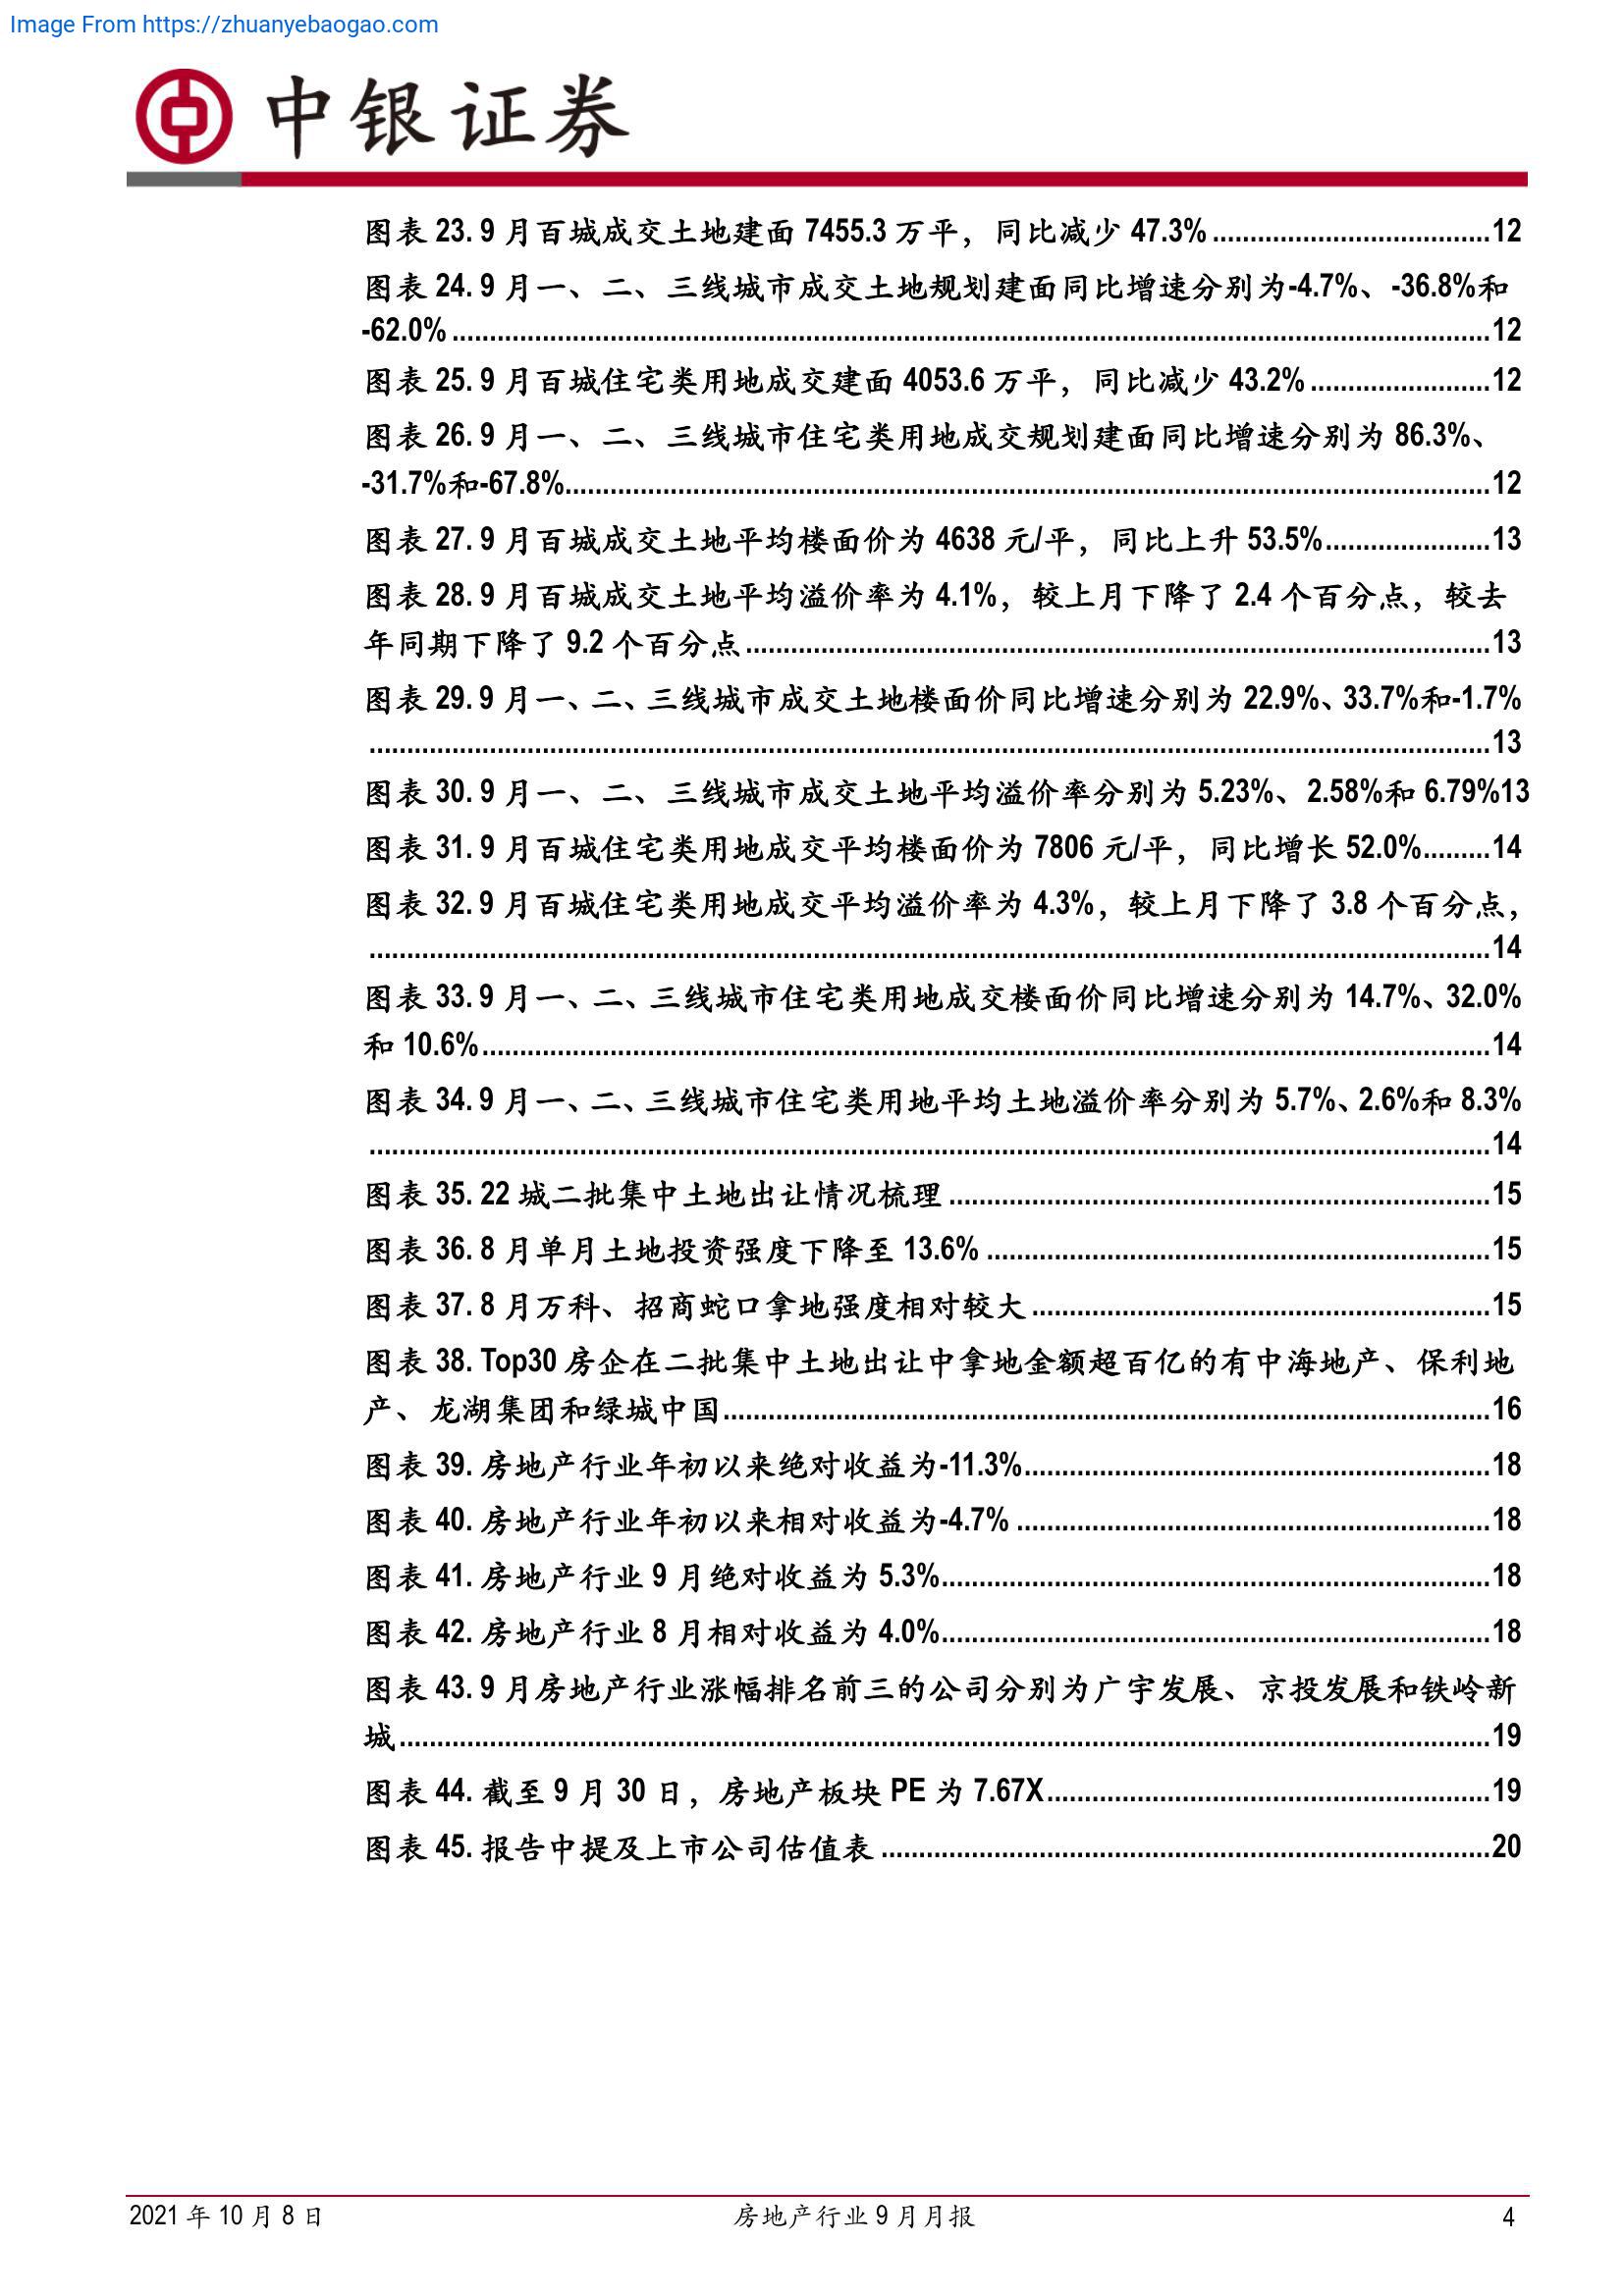 Image From https://zhuanyebaogao.com
中银证券
图表 23. 9 月百城成交土地建面 7455.3 万平，同比减少 47.3%.....................................12
图表 24. 9 月一、二、三线城市成交土地规划建面同比增速分别为-4.7%、-36.8%和
-62.0%..........................................................................................................................................12
图表 25. 9 月百城住宅类用地成交建面 4053.6 万平，同比减少 43.2%........................12
图表 26. 9 月一、二、三线城市住宅类用地成交规划建面同比增速分别为 86.3%、
-31.7%和-67.8%...........................................................................................................................12
图表 27. 9 月百城成交土地平均楼面价为 4638 元/平，同比上升 53.5%......................13
图表 28. 9 月百城成交土地平均溢价率为 4.1%，较上月下降了 2.4 个百分点，较去
年同期下降了 9.2 个百分点...................................................................................................13
图表 29. 9 月一、二、三线城市成交土地楼面价同比增速分别为 22.9%、33.7%和-1.7%
.....................................................................................................................................................13
图表 30. 9 月一、二、三线城市成交土地平均溢价率分别为 5.23%、2.58%和 6.79%13
图表 31. 9 月百城住宅类用地成交平均楼面价为 7806 元/平，同比增长 52.0%.........14
图表 32. 9 月百城住宅类用地成交平均溢价率为 4.3%，较上月下降了 3.8 个百分点，
.....................................................................................................................................................14
图表 33. 9 月一、二、三线城市住宅类用地成交楼面价同比增速分别为 14.7%、32.0%
和 10.6%......................................................................................................................................14
图表 34. 9 月一、二、三线城市住宅类用地平均土地溢价率分别为 5.7%、2.6%和 8.3%
.....................................................................................................................................................14
图表 35. 22 城二批集中土地出让情况梳理........................................................................15
图表 36. 8 月单月土地投资强度下降至 13.6%...................................................................15
图表 37. 8 月万科、招商蛇口拿地强度相对较大.............................................................15
图表 38. Top30 房企在二批集中土地出让中拿地金额超百亿的有中海地产、保利地
产、龙湖集团和绿城中国......................................................................................................16
图表 39. 房地产行业年初以来绝对收益为-11.3%..............................................................18
图表 40. 房地产行业年初以来相对收益为-4.7%...............................................................18
图表 41. 房地产行业 9 月绝对收益为 5.3%.........................................................................18
图表 42. 房地产行业 8 月相对收益为 4.0%.........................................................................18
图表 43. 9 月房地产行业涨幅排名前三的公司分别为广宇发展、京投发展和铁岭新
城.................................................................................................................................................19
图表 44. 截至 9 月 30 日，房地产板块 PE 为 7.67X...........................................................19
图表 45. 报告中提及上市公司估值表.................................................................................20
2021 年 10 月 8 日
房地产行业 9 月月报
4